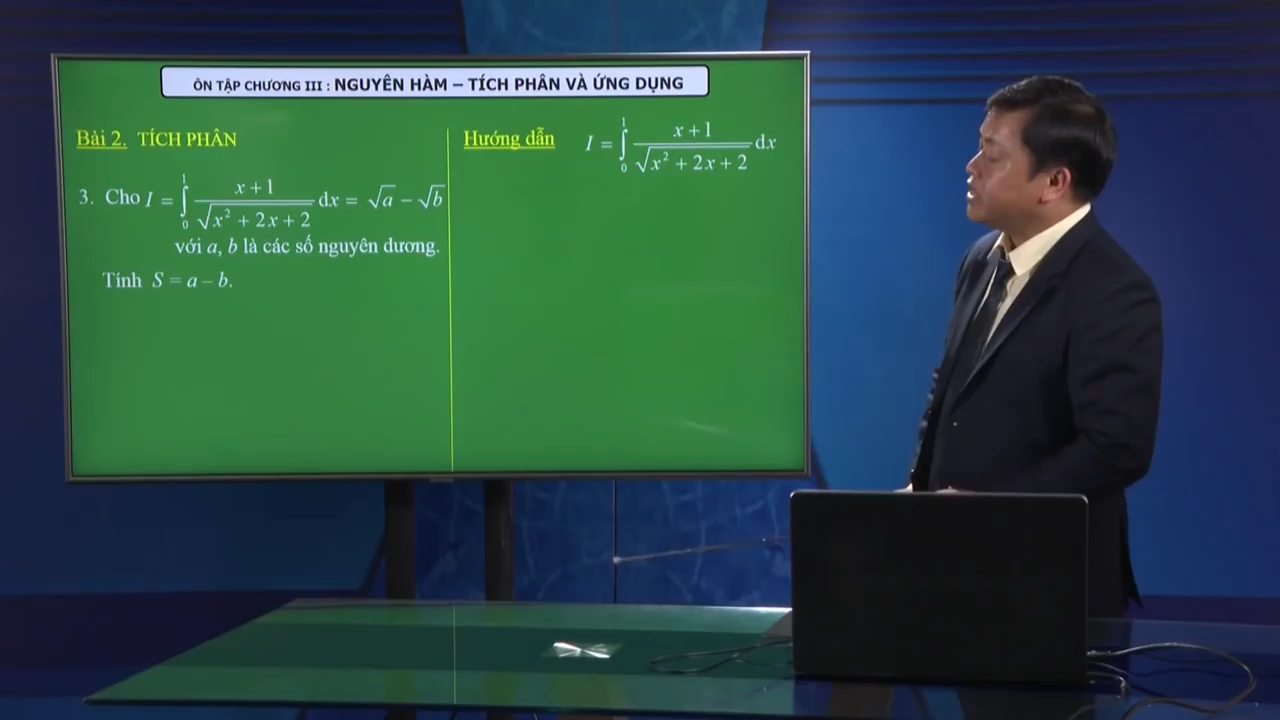 ÔN TẬP CHƯƠNG III : NGUYÊN HÀM – TÍCH PHÂN VÀ ỨNG DỤNG
Bài 2. TÍCH PHÂN
3. Cho I = ∫₀¹ (x + 1)/√(x² + 2x + 2) dx = √a − √b
với a, b là các số nguyên dương.
Tính S = a – b.
Hướng dẫn I = ∫₀¹ (x + 1)/√(x² + 2x + 2) dx